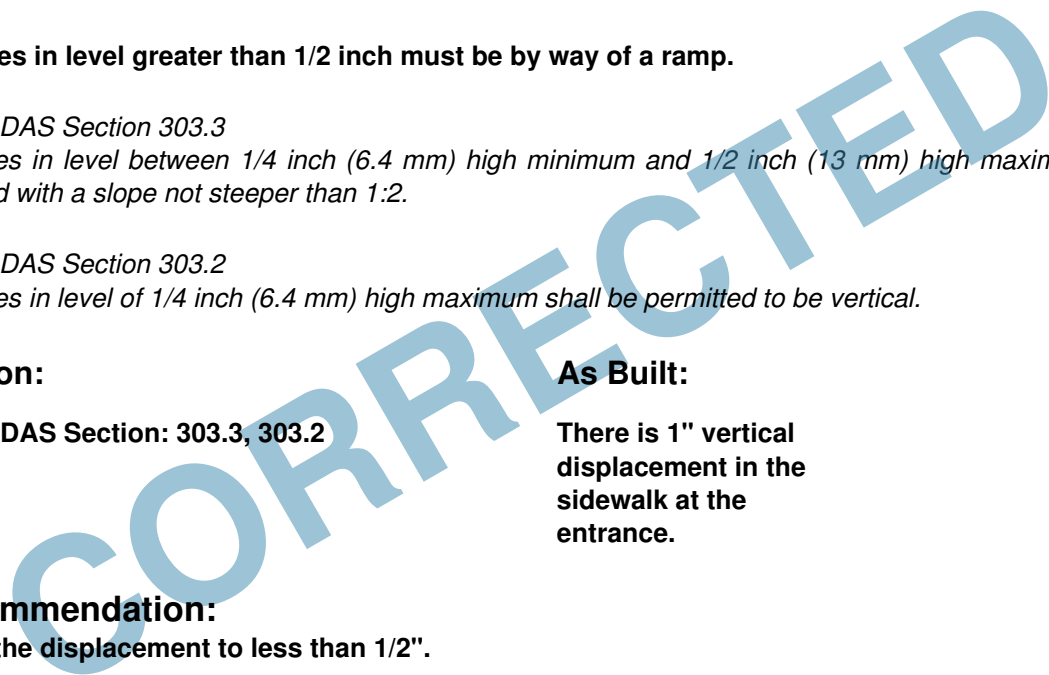 es in level greater than 1/2 inch must be by way of a ramp.
DAS Section 303.3
es in level between 1/4 inch (6.4 mm) high minimum and 1/2 inch (13 mm) high maxim
d with a slope not steeper than 1:2.
DAS Section 303.2
es in level of 1/4 inch (6.4 mm) high maximum shall be permitted to be vertical.
on:
DAS Section: 303.3, 303.2
As Built:
There is 1" vertical
displacement in the
sidewalk at the
entrance.
mmendation:
the displacement to less than 1/2".
CORRECTED